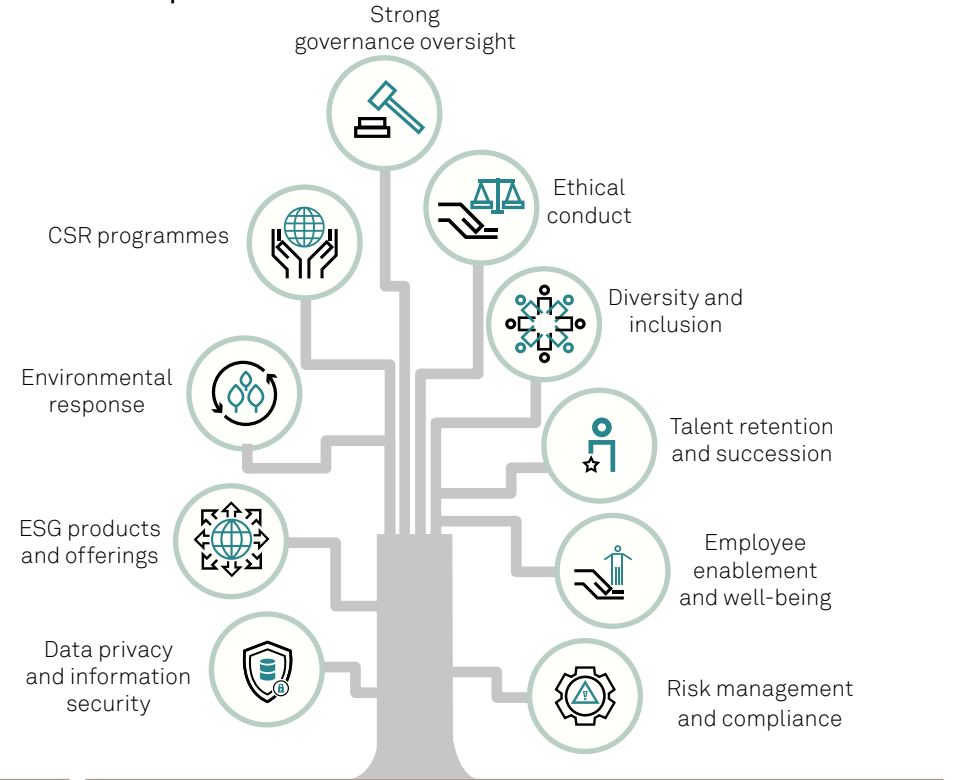 Strong
governance oversight
Ethical
conduct
CSR programmes
Diversity and
inclusion
Environmental
response
Talent retention
and succession
ESG products
and offerings
Employee
enablement
and well-being
Data privacy
and information
security
Risk management
and compliance